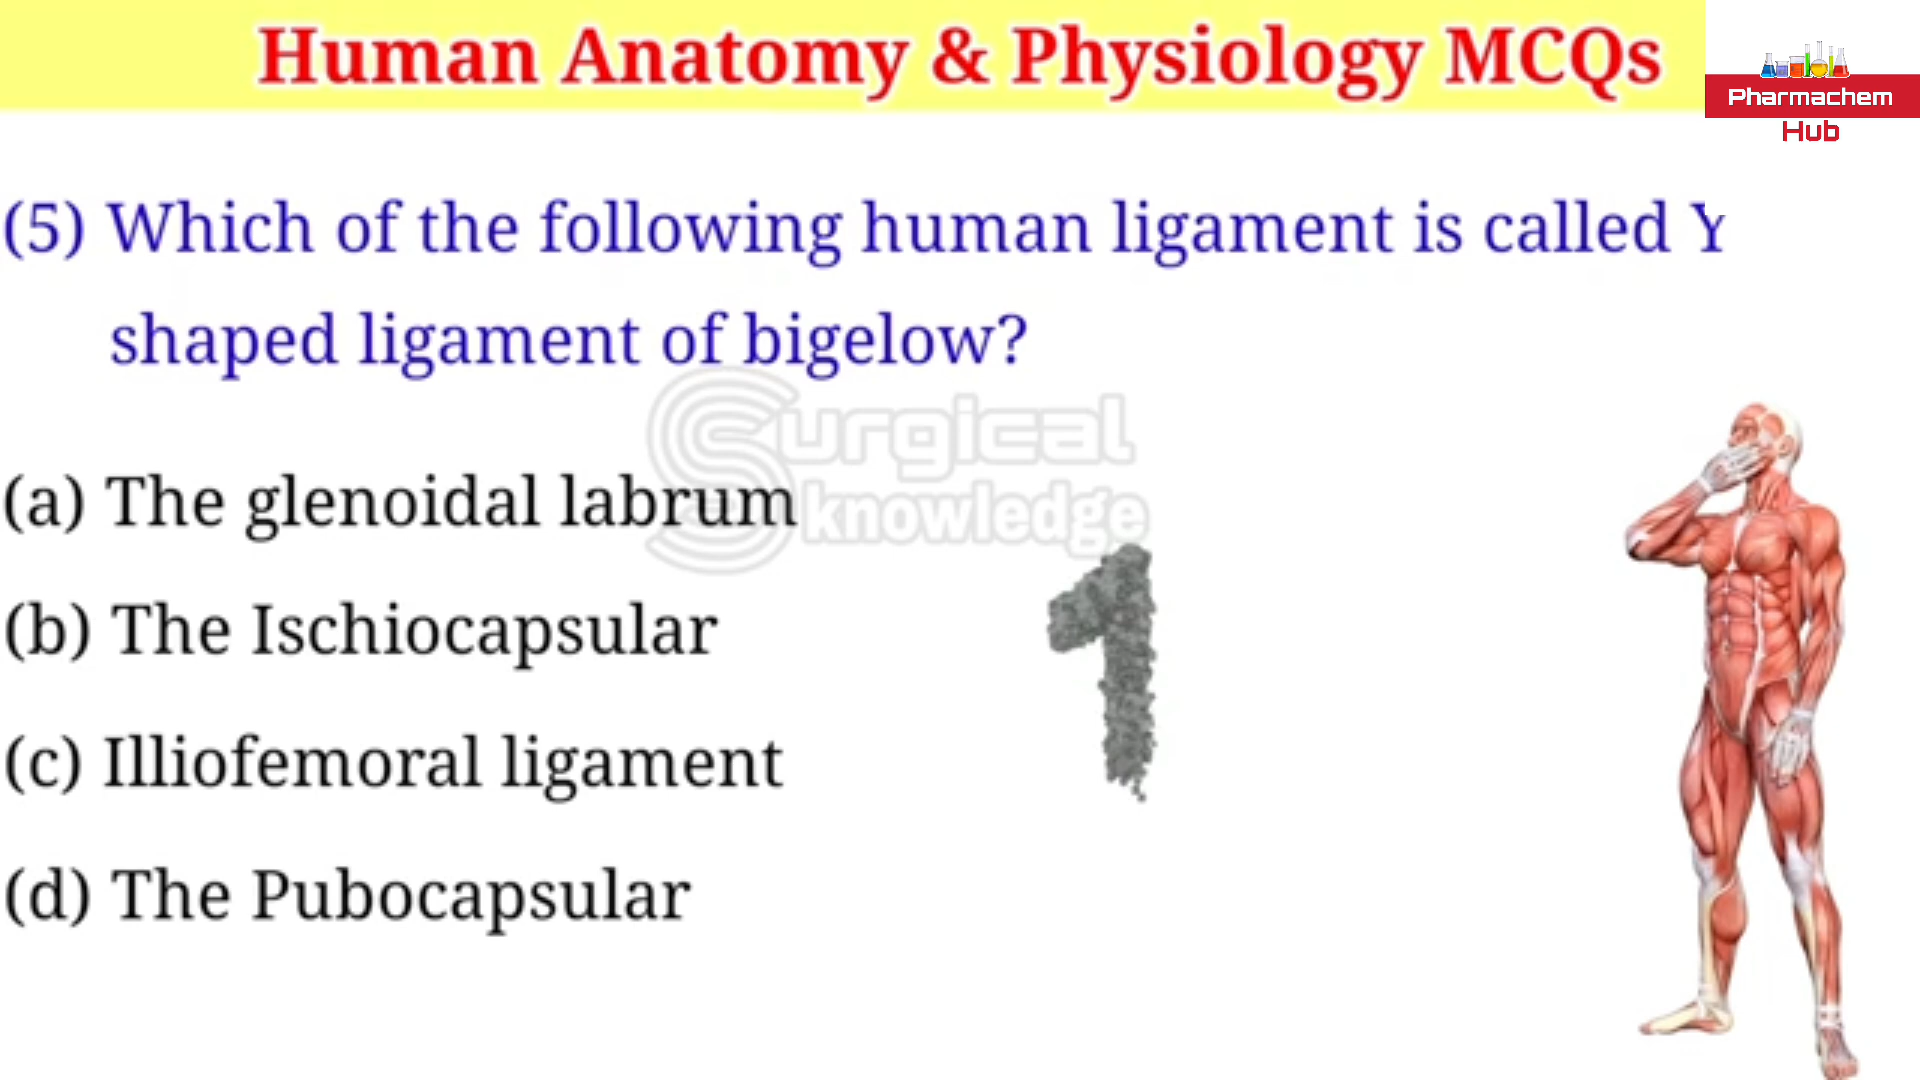 Human Anatomy & Physiology MCQs
Pharmachem
Hub
(5) Which of the following human ligament is called Y
shaped ligament of bigelow?
Surgical
knowledge
(a) The glenoidal labrum
(b) The Ischiocapsular
1
(c) Illiofemoral ligament
(d) The Pubocapsular